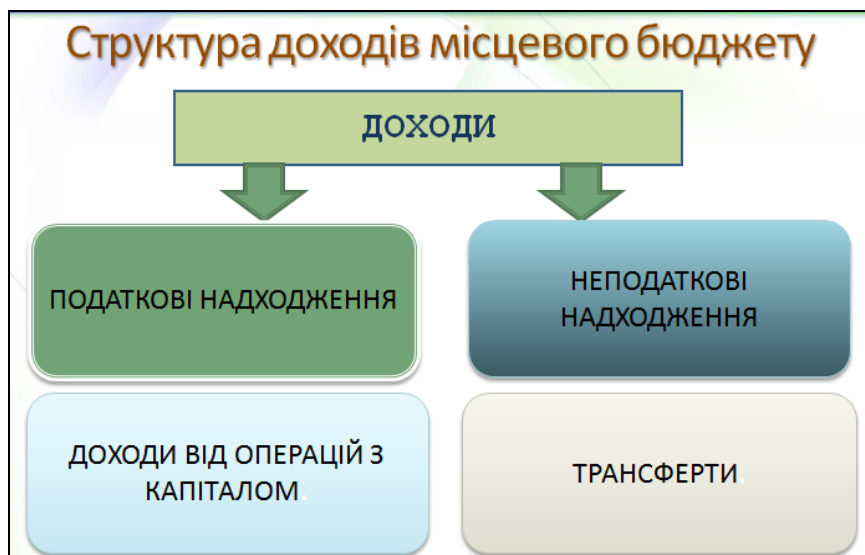 Структура доходів місцевого бюджету
ДОХОДИ
ПОДАТКОВІ НАДХОДЖЕННЯ
НЕПОДАТКОВІ
НАДХОДЖЕННЯ
ДОХОДИ ВІД ОПЕРАЦІЙ З
КАПІТАЛОМ.
ТРАНСФЕРТИ.